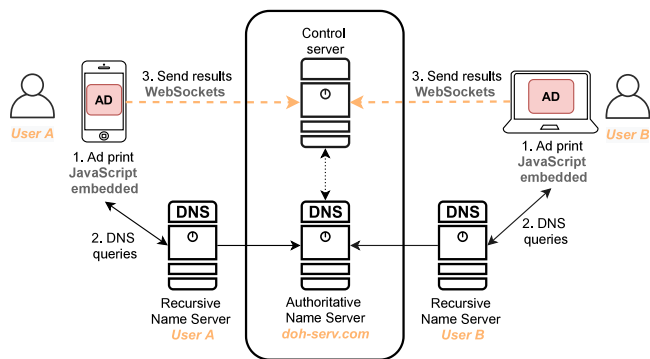 Control
server
3. Send results
WebSockets
3. Send results
WebSockets
AD
AD
User A
User B
1. Ad print
JavaScript
embedded
1. Ad print
JavaScript
embedded
2. DNS
queries
2. DNS
queries
DNS
DNS
DNS
Recursive
Name Server
User A
Authoritative
Name Server
doh-serv.com
Recursive
Name Server
User B